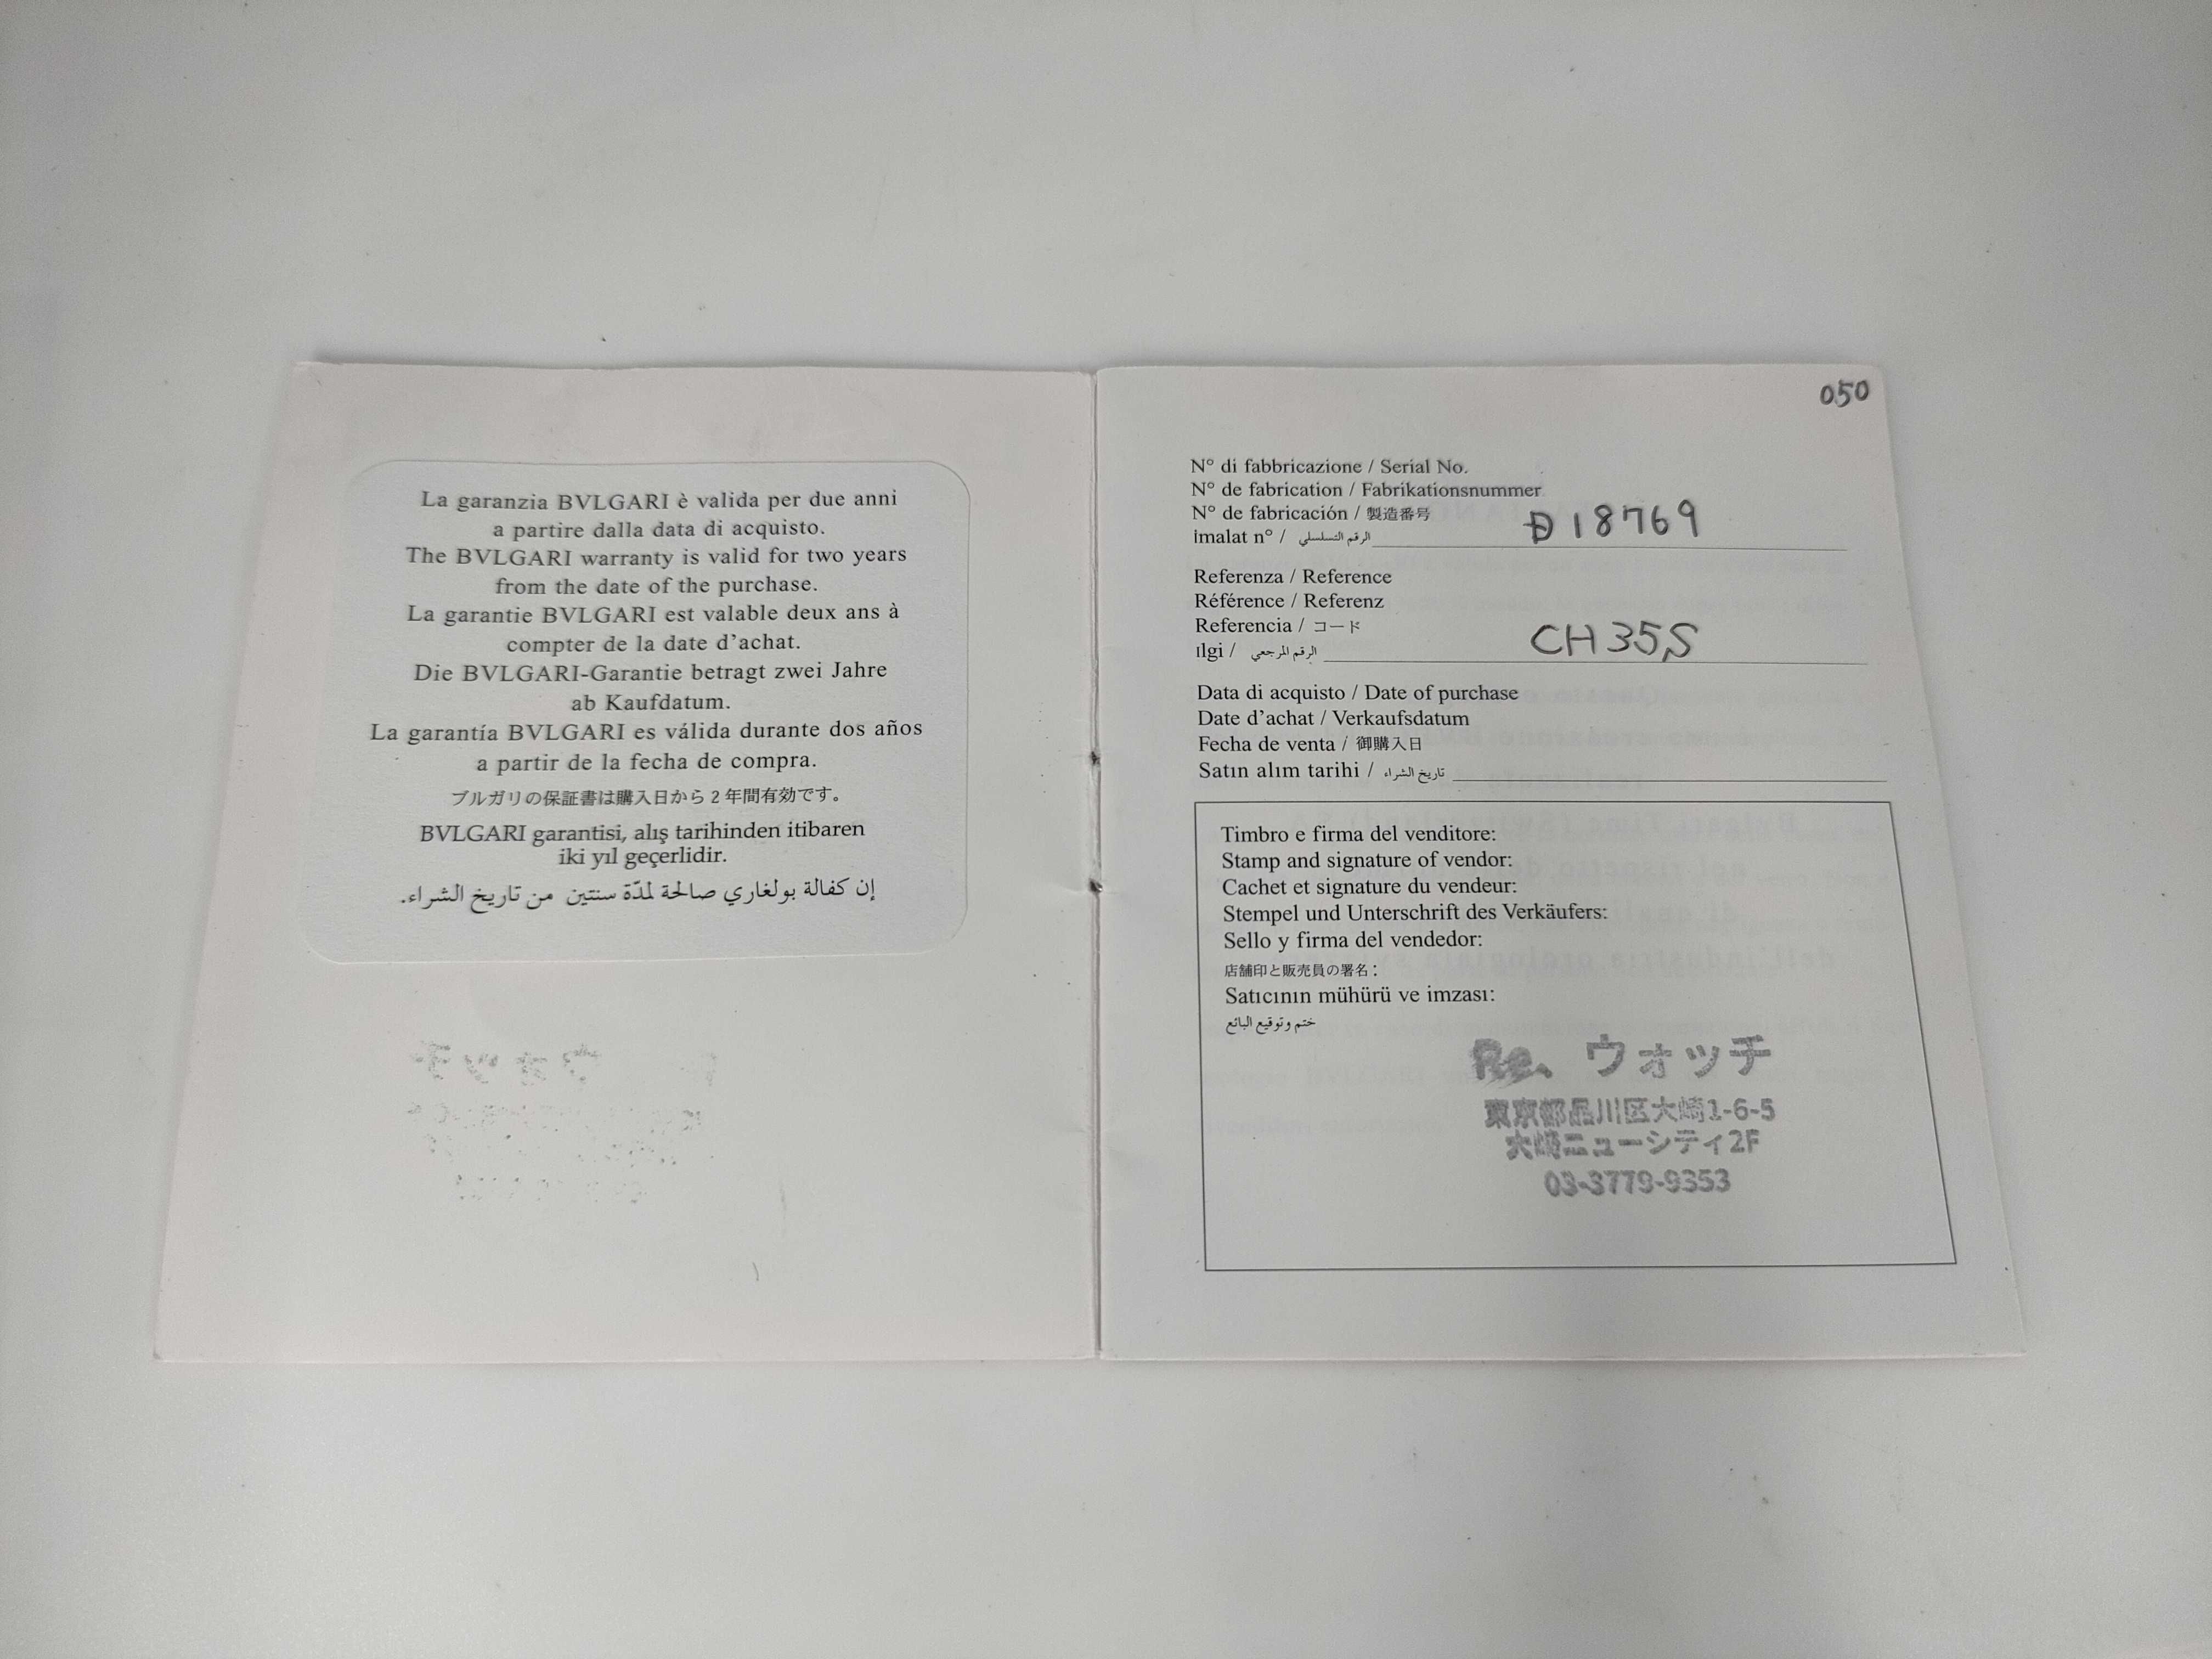 La garanzia BVLGARI è valida per due anni
a partire dalla data di acquisto.
The BVLGARI warranty is valid for two years
from the date of the purchase.
La garantie BVLGARI est valable deux ans à
compter de la date d'achat.
Die BVLGARI-Garantie betragt zwei Jahre
ab Kaufdatum.
La garantía BVLGARI es válida durante dos años
a partir de la fecha de compra.
ブルガリの保証書は購入日から2年間有効です。
BVLGARI garantisi, alış tarihinden itibaren
iki yıl geçerlidir.
إن كفالة بولغاري صالحة لمدّة سنتين من تاريخ الشراء.
050
N° di fabbricazione / Serial No.
N° de fabrication / Fabrikationsnummer
N° de fabricación / 製造番号
imalat n° / الرقم التسلسلي
D 18769
Referenza / Reference
Référence / Referenz
Referencia / コード
ılgi / الرقم المرجعي
CH35S
Data di acquisto / Date of purchase
Date d'achat / Verkaufsdatum
Fecha de venta / 御購入日
Satın alım tarihi / تاريخ الشراء
Timbro e firma del venditore:
Stamp and signature of vendor:
Cachet et signature du vendeur:
Stempel und Unterschrift des Verkäufers:
Sello y firma del vendedor:
店舗印と販売員の署名：
Satıcının mühürü ve imzası:
ختم وتوقيع البائع
Re、ウォッチ
東京都品川区大崎1-6-5
大崎ニューシティ2F
03-3779-9353